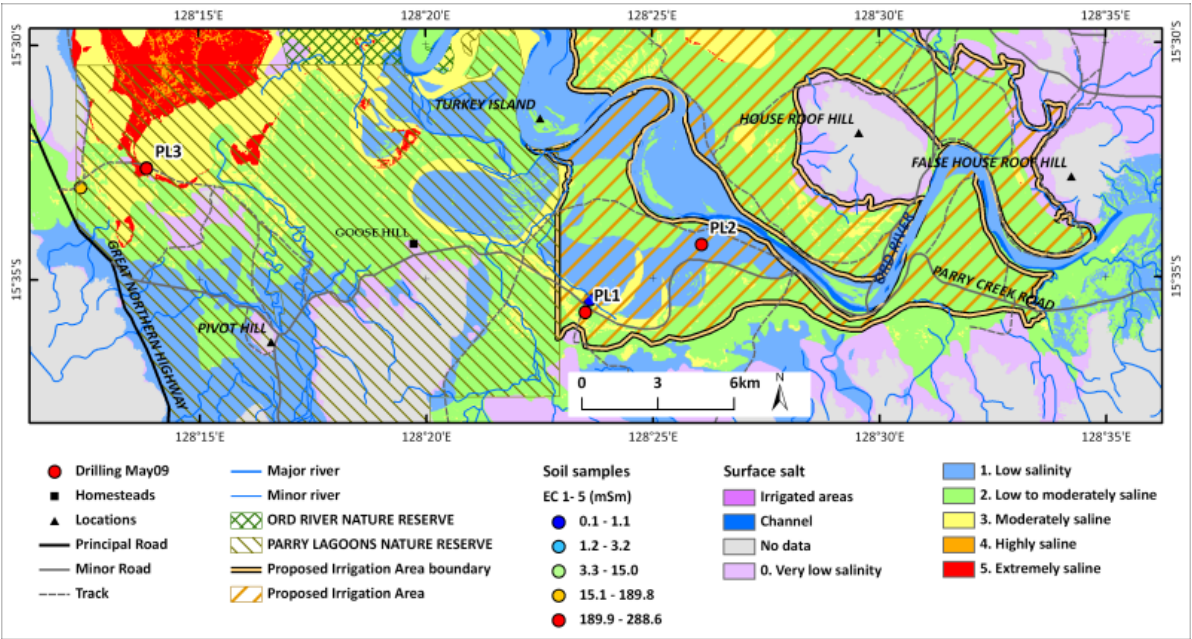 128°15'E 128°20'E 128°25'E 128°30'E 128°35'E
15°30'S 15°30'S
TURKEY ISLAND
HOUSE ROOF HILL
PL3
FALSE HOUSE ROOF HILL
GOOSE HILL
PL2
ORD RIVER
GREAT NORTHERN HIGHWAY
15°35'S 15°35'S
PARRY CREEK ROAD
PL1
PIVOT HILL
0 3 6km
N
128°15'E 128°20'E 128°25'E 128°30'E 128°35'E
Drilling May09
Homesteads
Locations
Principal Road
Minor Road
Track
Major river
Minor river
ORD RIVER NATURE RESERVE
PARRY LAGOONS NATURE RESERVE
Proposed Irrigation Area boundary
Proposed Irrigation Area
Soil samples
EC 1- 5 (mSm)
0.1 - 1.1
1.2 - 3.2
3.3 - 15.0
15.1 - 189.8
189.9 - 288.6
Surface salt
Irrigated areas
Channel
No data
0. Very low salinity
1. Low salinity
2. Low to moderately saline
3. Moderately saline
4. Highly saline
5. Extremely saline